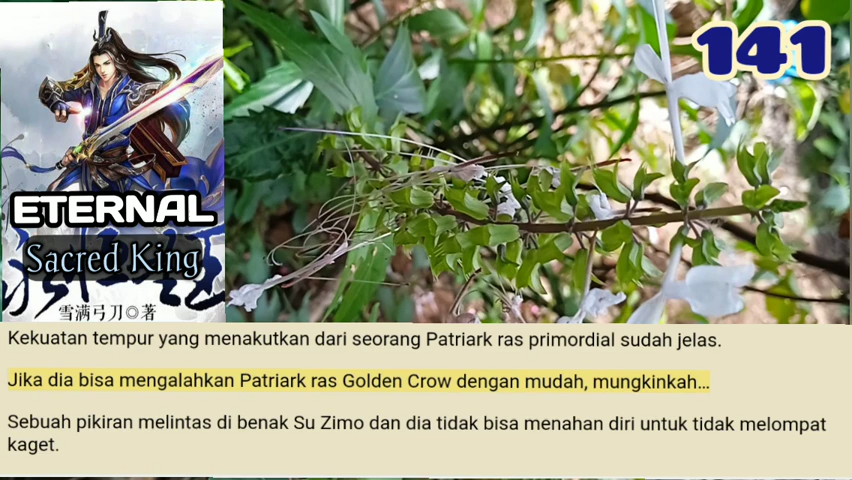 141
ETERNAL
Sacred King
雪满弓刀◎著
Kekuatan tempur yang menakutkan dari seorang Patriark ras primordial sudah jelas.
Jika dia bisa mengalahkan Patriark ras Golden Crow dengan mudah, mungkinkah...
Sebuah pikiran melintas di benak Su Zimo dan dia tidak bisa menahan diri untuk tidak melompat
kaget.